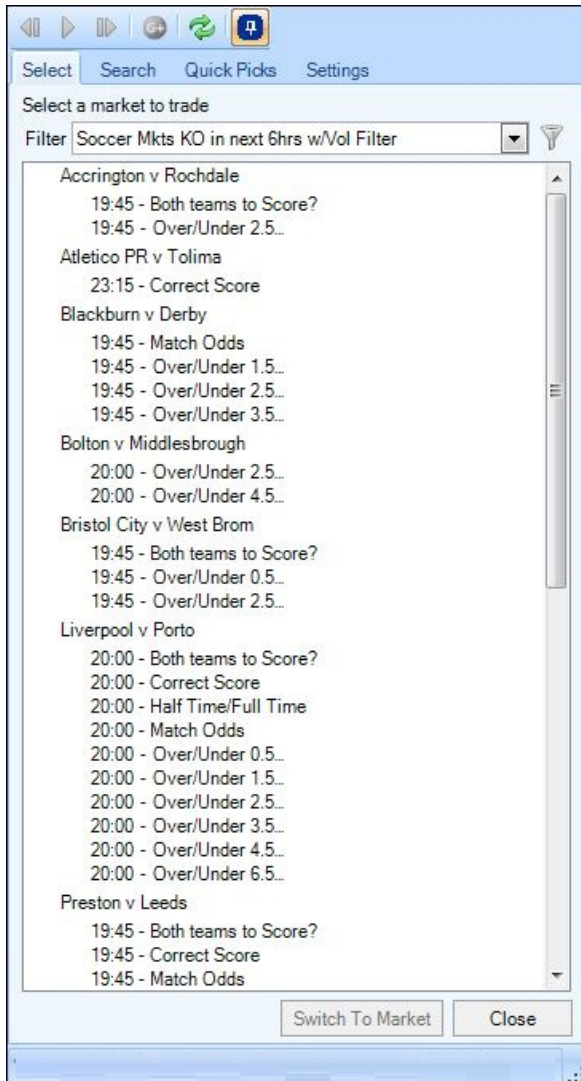 G+
Select Search Quick Picks Settings
Select a market to trade
Filter Soccer Mkts KO in next 6hrs w/Vol Filter
Accrington v Rochdale
19:45 - Both teams to Score?
19:45 - Over/Under 2.5...
Atletico PR v Tolima
23:15 - Correct Score
Blackburn v Derby
19:45 - Match Odds
19:45 - Over/Under 1.5...
19:45 - Over/Under 2.5...
19:45 - Over/Under 3.5...
Bolton v Middlesbrough
20:00 - Over/Under 2.5...
20:00 - Over/Under 4.5...
Bristol City v West Brom
19:45 - Both teams to Score?
19:45 - Over/Under 0.5...
19:45 - Over/Under 2.5...
Liverpool v Porto
20:00 - Both teams to Score?
20:00 - Correct Score
20:00 - Half Time/Full Time
20:00 - Match Odds
20:00 - Over/Under 0.5...
20:00 - Over/Under 1.5...
20:00 - Over/Under 2.5...
20:00 - Over/Under 3.5...
20:00 - Over/Under 4.5...
20:00 - Over/Under 6.5...
Preston v Leeds
19:45 - Both teams to Score?
19:45 - Correct Score
19:45 - Match Odds
Switch To Market Close